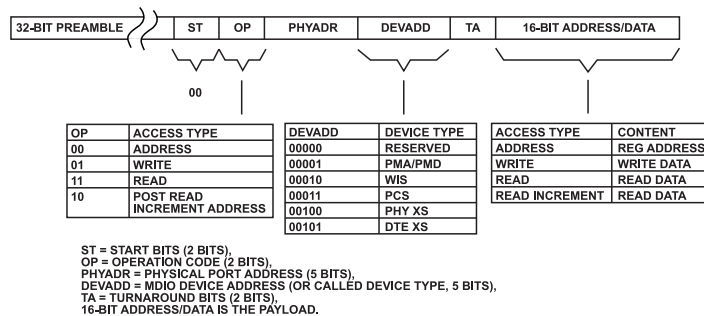 32-BIT PREAMBLE ST OP PHYADR DEVADD TA 16-BIT ADDRESS/DATA
00
OP ACCESS TYPE
00 ADDRESS
01 WRITE
11 READ
10 POST READ
INCREMENT ADDRESS
DEVADD DEVICE TYPE
00000 RESERVED
00001 PMA/PMD
00010 WIS
00011 PCS
00100 PHY XS
00101 DTE XS
ACCESS TYPE CONTENT
ADDRESS REG ADDRESS
WRITE WRITE DATA
READ READ DATA
READ INCREMENT READ DATA
ST = START BITS (2 BITS),
OP = OPERATION CODE (2 BITS),
PHYADR = PHYSICAL PORT ADDRESS (5 BITS),
DEVADD = MDIO DEVICE ADDRESS (OR CALLED DEVICE TYPE, 5 BITS),
TA = TURNAROUND BITS (2 BITS),
16-BIT ADDRESS/DATA IS THE PAYLOAD.